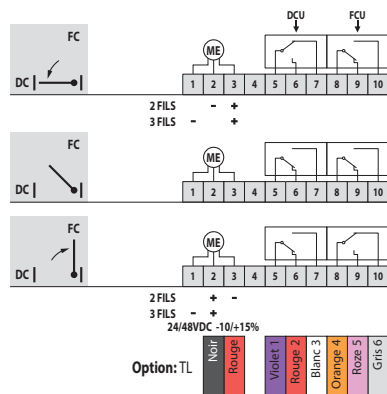 DCU FCU
FC
ME
DC
1 2 3 4 5 6 7 8 9 10
2 FILS - +
3 FILS - +
FC
ME
DC
1 2 3 4 5 6 7 8 9 10
FC
ME
DC
1 2 3 4 5 6 7 8 9 10
2 FILS + -
3 FILS - +
24/48VDC -10/+15%
Option: TL
Noir
Rouge
Violet 1
Rouge 2
Blanc 3
Orange 4
Roze 5
Gris 6